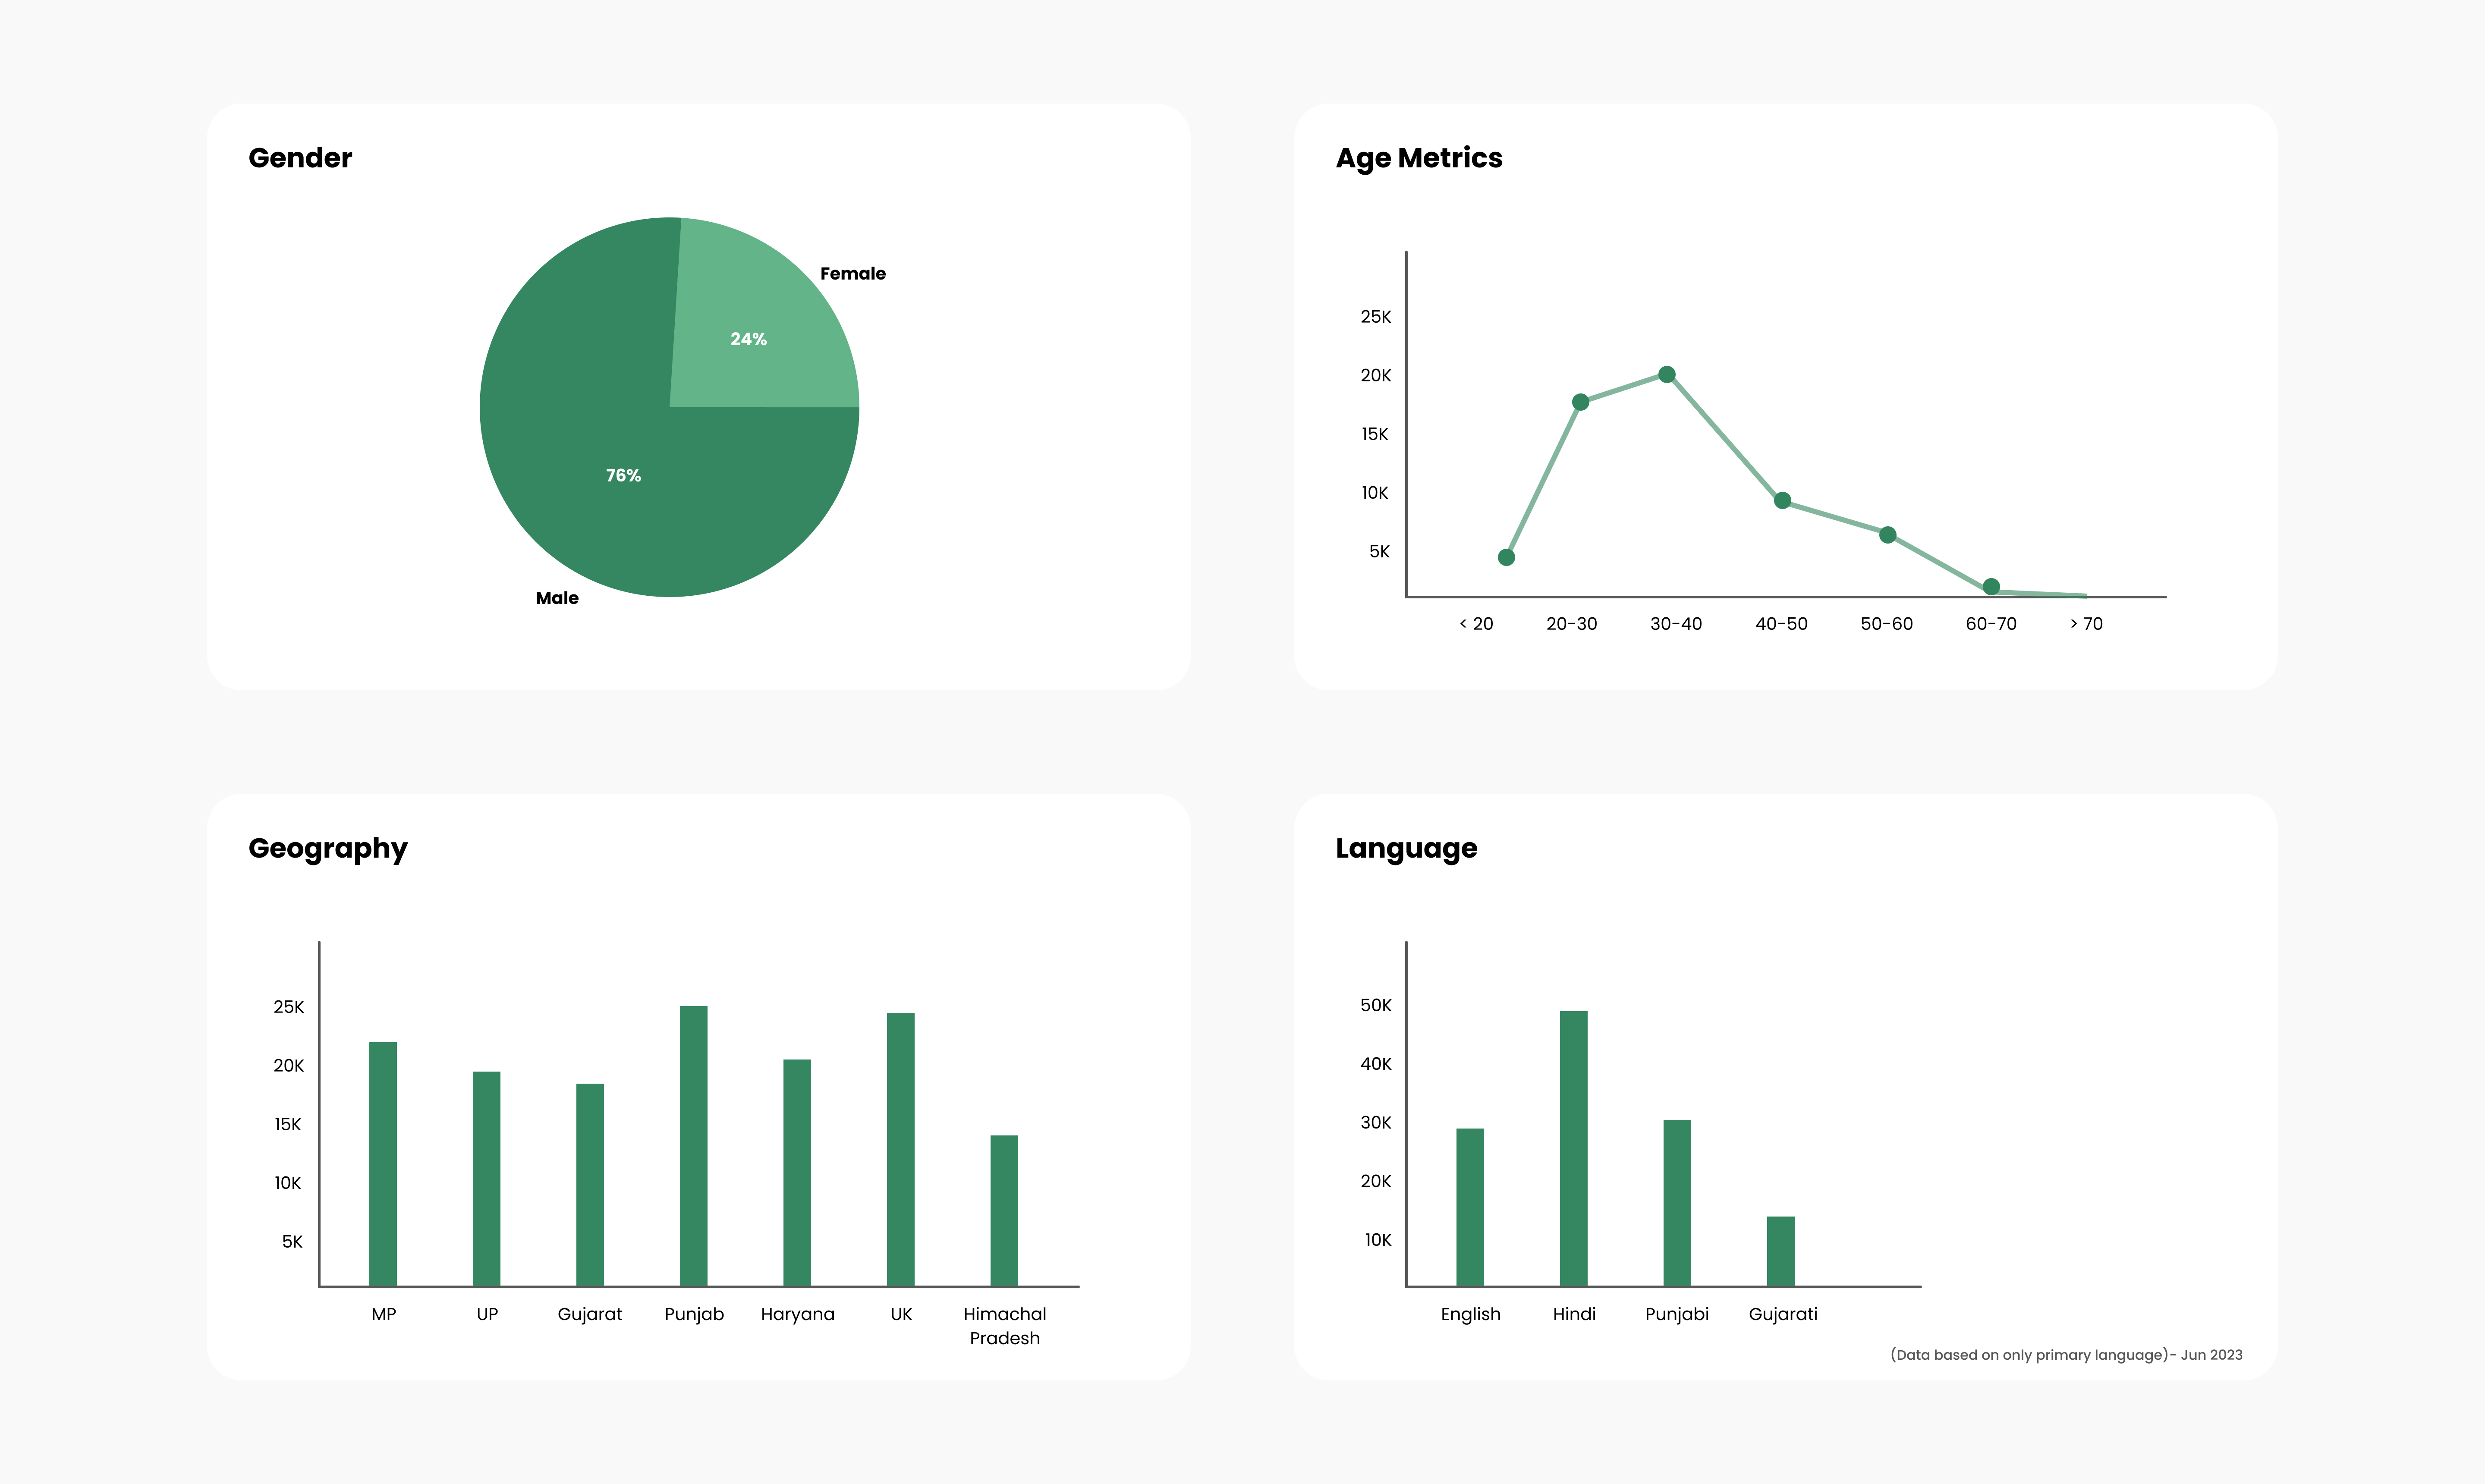 Gender
Female
24%
76%
Male
Age Metrics
25K
20K
15K
10K
5K
< 20 20-30 30-40 40-50 50-60 60-70 > 70
Geography
25K
20K
15K
10K
5K
MP UP Gujarat Punjab Haryana UK Himachal
Pradesh
Language
50K
40K
30K
20K
10K
English Hindi Punjabi Gujarati
(Data based on only primary language)- Jun 2023